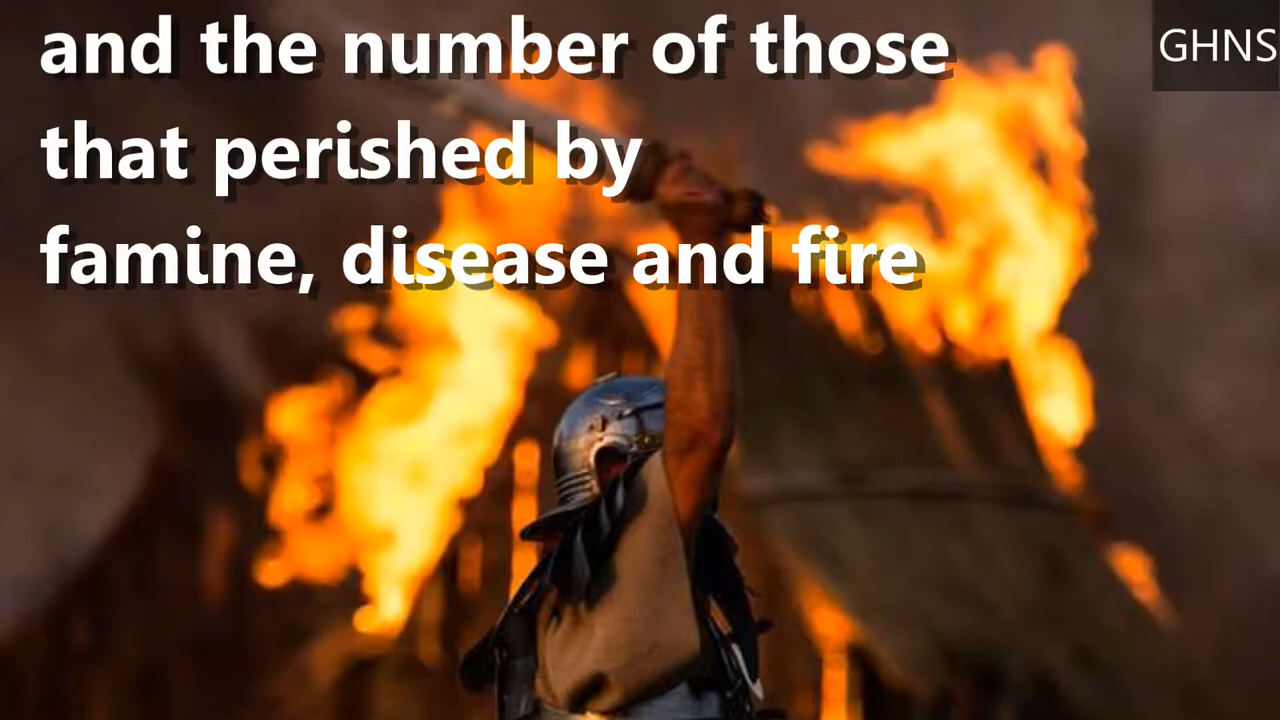 and the number of those
that perished by
famine, disease and fire
GHNS